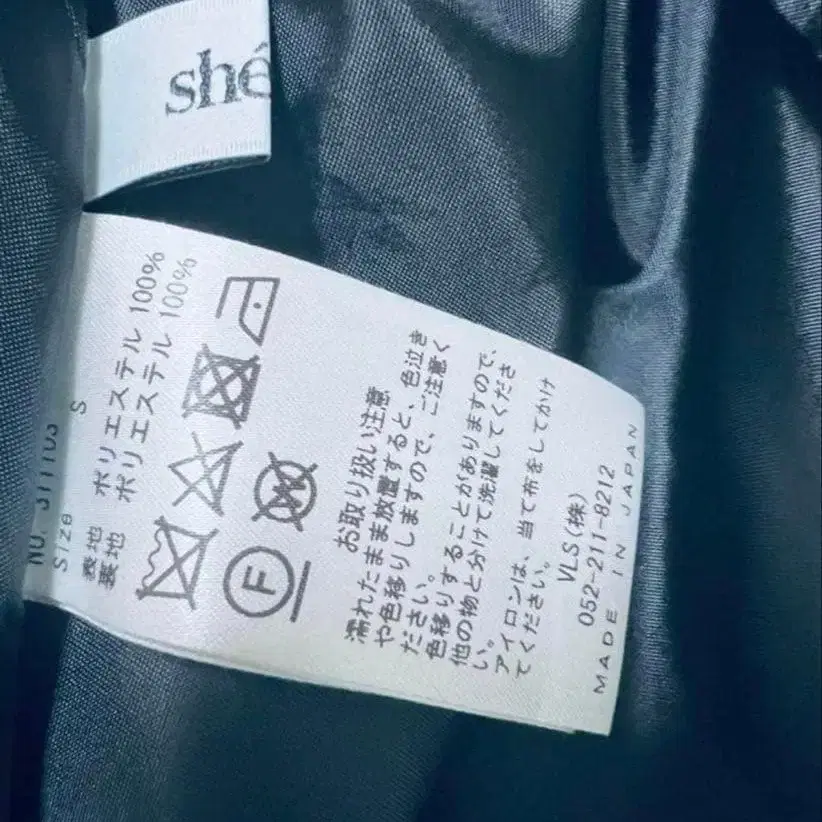 shé
SIZE S
表地 ポリエステル 100%
裏地 ポリエステル 100%
W
F
お取り扱い注意
濡れたまま放置すると、色泣き
や色移りしますので、ご注意く
ださい。
色移りすることがありますので、
他の物と分けて洗濯してくださ
い。
アイロンは、当て布をしてかけ
てください。
VLS(株)
052-211-8212
MADE IN JAPAN